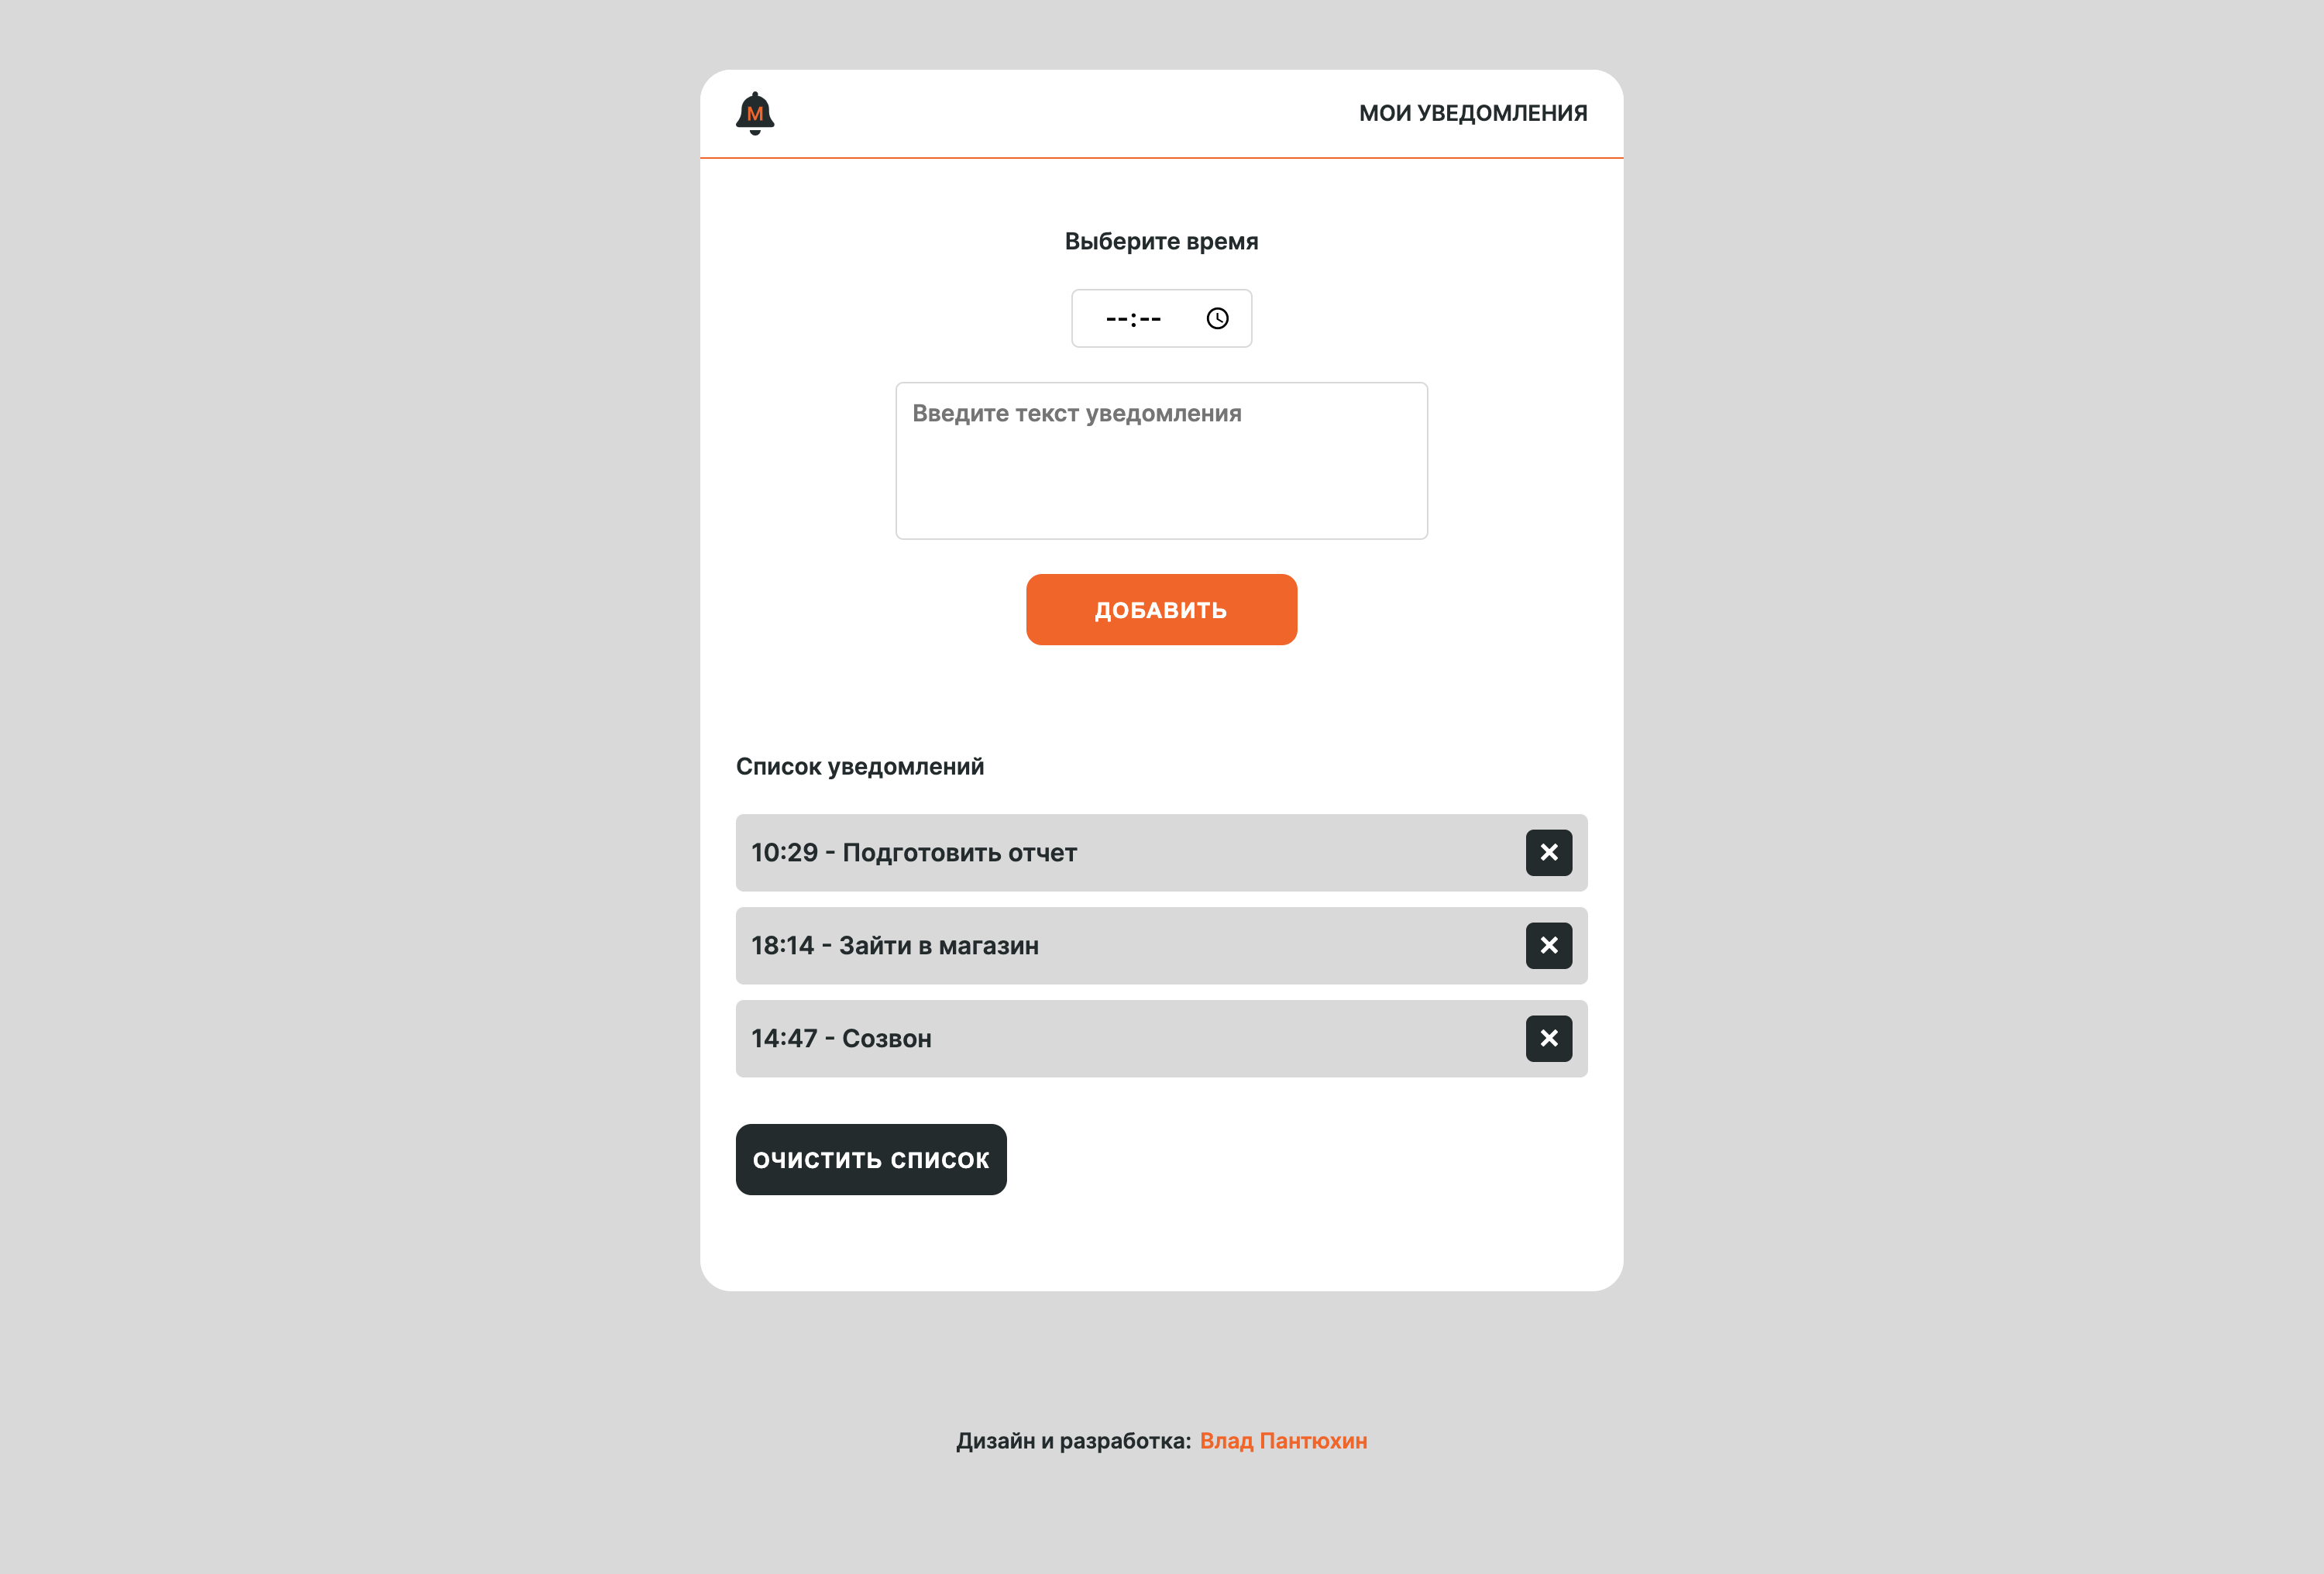 М
МОИ УВЕДОМЛЕНИЯ
Выберите время
--:--
Введите текст уведомления
ДОБАВИТЬ
Список уведомлений
10:29 - Подготовить отчет
18:14 - Зайти в магазин
14:47 - Созвон
ОЧИСТИТЬ СПИСОК
Дизайн и разработка: Влад Пантюхин